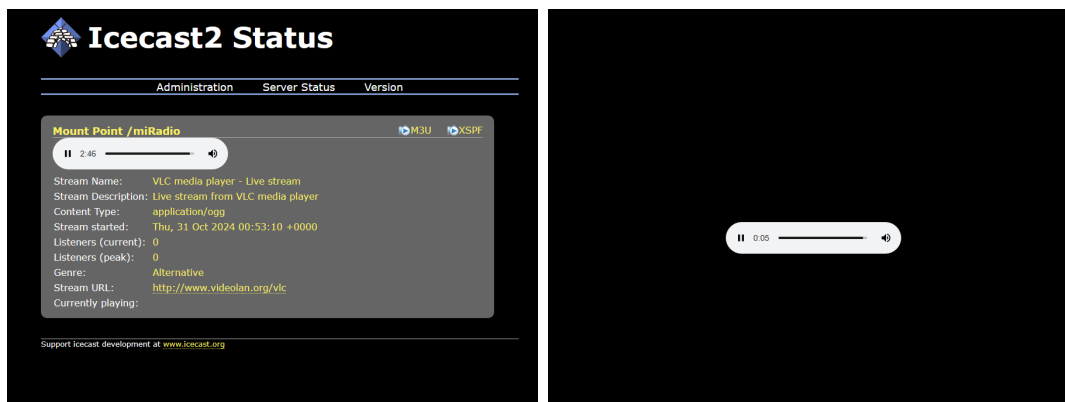 Icecast2 Status
Administration Server Status Version
Mount Point /miRadio M3U XSPF
2:46
Stream Name: VLC media player - Live stream
Stream Description: Live stream from VLC media player
Content Type: application/ogg
Stream started: Thu, 31 Oct 2024 00:53:10 +0000
Listeners (current): 0
Listeners (peak): 0
Genre: Alternative
Stream URL: http://www.videolan.org/vlc
Currently playing:
Support icecast development at www.icecast.org
0:05